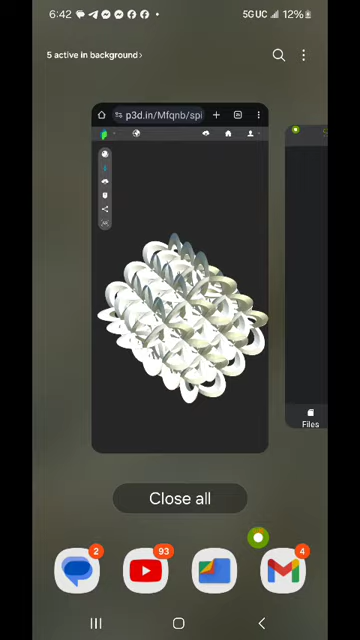 6:42
5G UC 12%
5 active in background>
p3d.in/Mfqnb/spi
Files
Close all
2
93
4